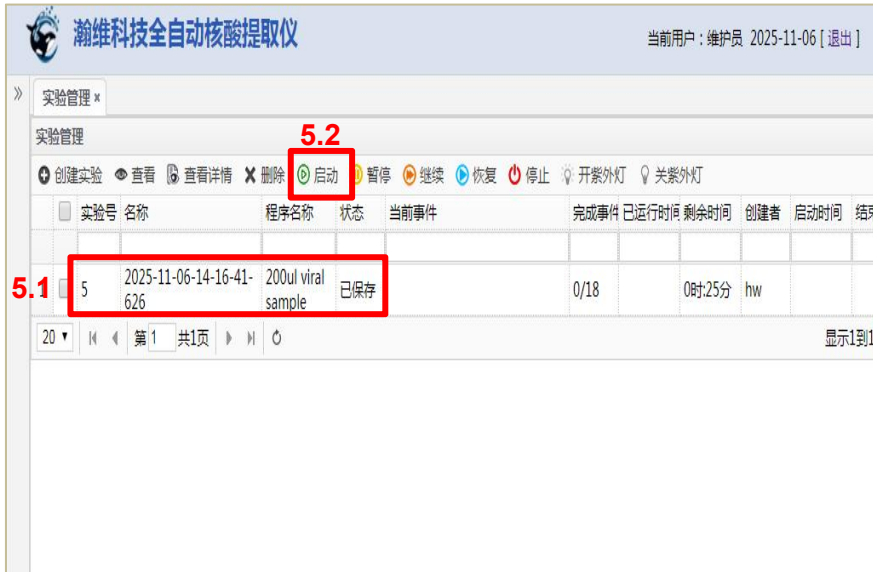 瀚维科技全自动核酸提取仪
当前用户：维护员 2025-11-06 [ 退出 ]
实验管理 ×
实验管理
5.2
创建实验 查看 查看详情 删除 启动 暂停 继续 恢复 停止 开紫外灯 关紫外灯
实验号 名称 程序名称 状态 当前事件 完成事件 已运行时间 剩余时间 创建者 启动时间 结束
5.1 5 2025-11-06-14-16-41-626 200ul viral sample 已保存 0/18 0时:25分 hw
20 第 1 共1页 显示1到1